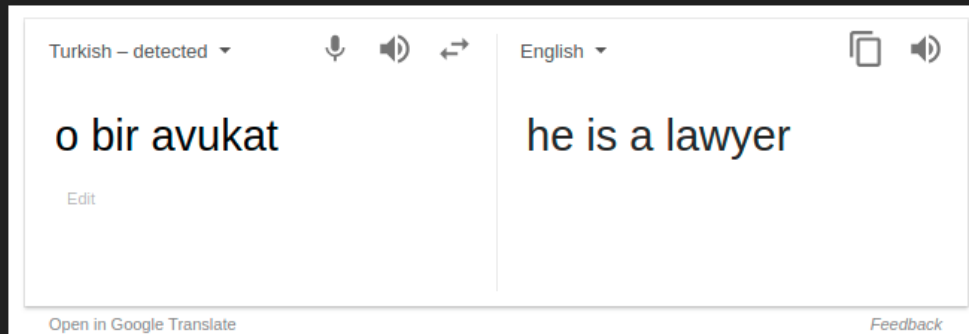 Turkish – detected English
o bir avukat he is a lawyer
Edit
Open in Google Translate Feedback